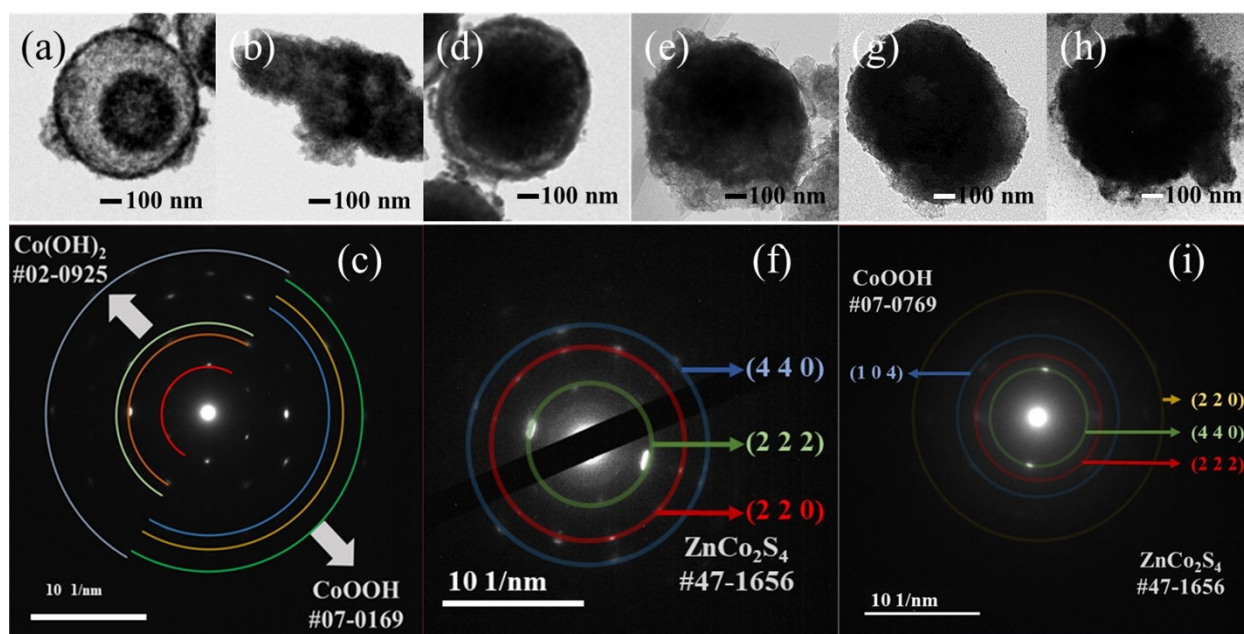 (a)
(b)
(d)
(e)
(g)
(h)
100 nm
100 nm
100 nm
100 nm
100 nm
100 nm
Co(OH)2
#02-0925
(c)
CoOOH
#07-0169
10 1/nm
(f)
(4 4 0)
(2 2 2)
(2 2 0)
ZnCo2S4
#47-1656
10 1/nm
CoOOH
#07-0769
(i)
(1 0 4)
(2 2 0)
(4 4 0)
(2 2 2)
ZnCo2S4
#47-1656
10 1/nm